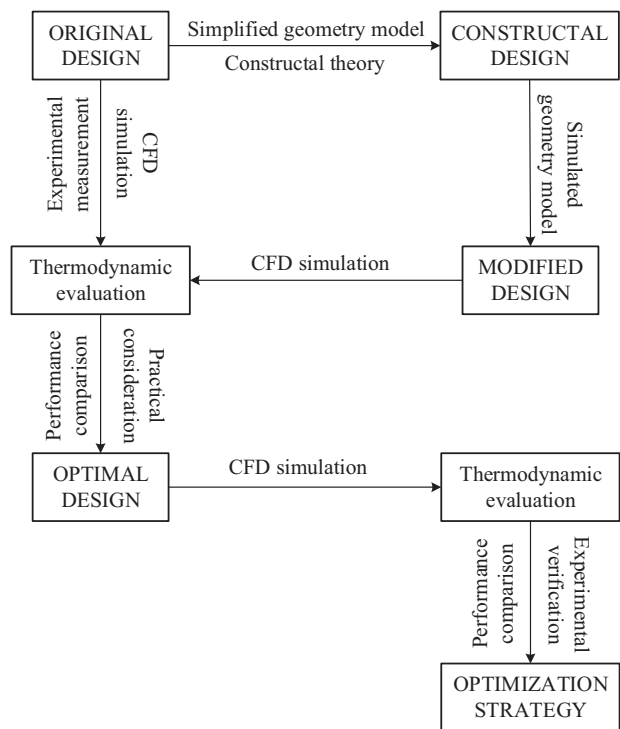 ORIGINAL
DESIGN
Simplified geometry model
Constructal theory
CONSTRUCTAL
DESIGN
Experimental
measurement
CFD
simulation
Simulated
geometry model
Thermodynamic
evaluation
CFD simulation
MODIFIED
DESIGN
Performance
comparison
Practical
consideration
OPTIMAL
DESIGN
CFD simulation
Thermodynamic
evaluation
Performance
comparison
Experimental
verification
OPTIMIZATION
STRATEGY